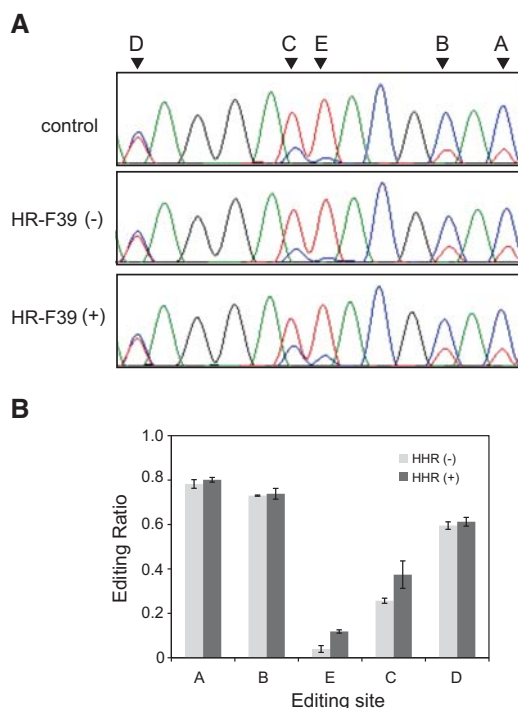 A
D C E B A
control
HR-F39 (-)
HR-F39 (+)
B
1.0
0.8
0.6
0.4
0.2
0
Editing Ratio
HHR (-)
HHR (+)
A B E C D
Editing site